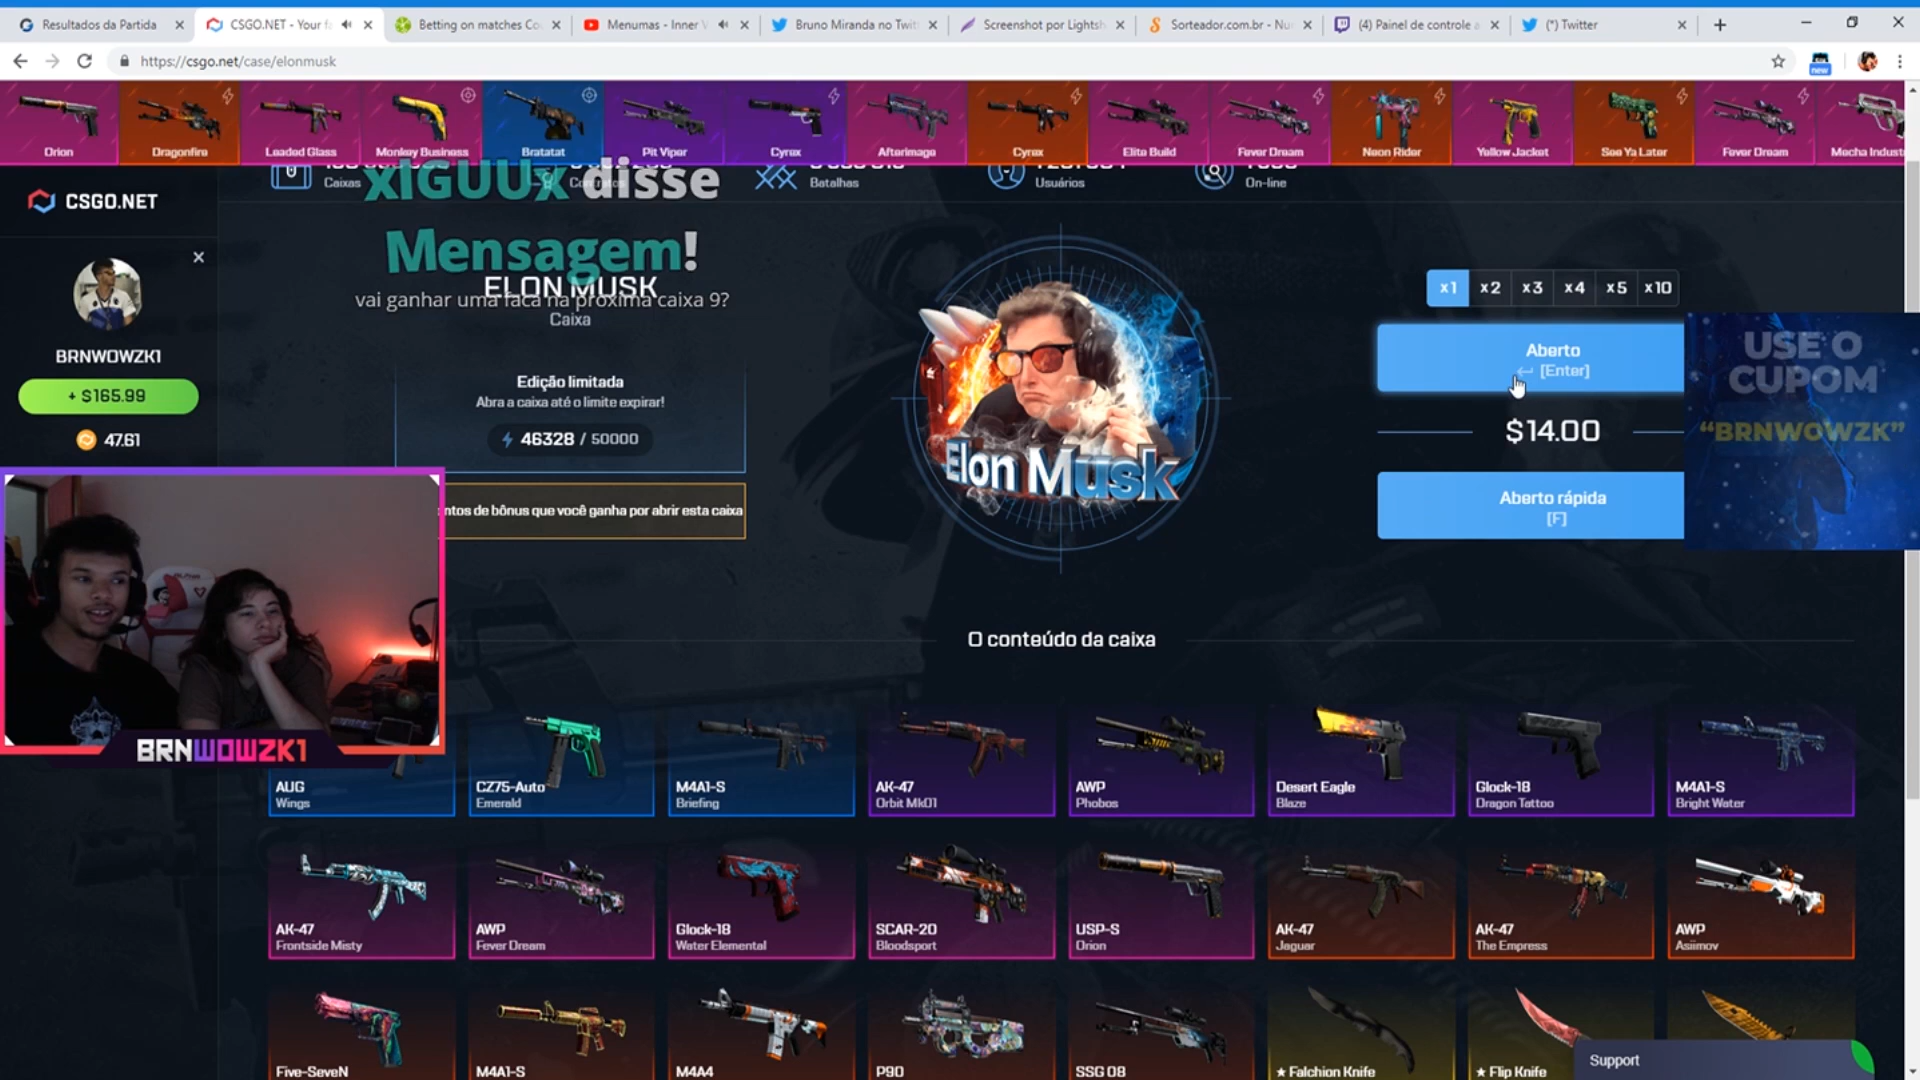 Resultados da Partida
CSGO.NET - Your f
Betting on matches Co
Menumas - Inner
Bruno Miranda no Twit
Screenshot por Lightsh
Sorteador.com.br - Nu
(4) Painel de controle
(*) Twitter
https://csgo.net/case/elonmusk
new
Orion
Dragonfire
Leaded Glass
Monkey Business
Bratatat
Pit Viper
Cyrex
Afterimage
Cyrex
Elite Build
Fever Dream
Neon Rider
Yellow Jacket
See Ya Later
Fever Dream
Mecha Indust
Caixas
Batalhas
Usuários
On-line
CSGO.NET
BRNWOWZK1
+ $165.99
47.61
xIGUUx disse
Mensagem!
vai ganhar uma faca na próxima caixa 9?
ELON MUSK
Caixa
Edição limitada
Abra a caixa até o limite expirar!
46328 / 50000
ntos de bônus que você ganha por abrir esta caixa
Elon Musk
x1 x2 x3 x4 x5 x10
Aberto
[Enter]
$14.00
Aberto rápida
[F]
USE O
CUPOM
"BRNWOWZK"
BRNWOWZK1
O conteúdo da caixa
AUG
Wings
CZ75-Auto
Emerald
M4A1-S
Briefing
AK-47
Orbit Mk01
AWP
Phobos
Desert Eagle
Blaze
Glock-18
Dragon Tattoo
M4A1-S
Bright Water
AK-47
Frontside Misty
AWP
Fever Dream
Glock-18
Water Elemental
SCAR-20
Bloodsport
USP-S
Orion
AK-47
Jaguar
AK-47
The Empress
AWP
Asiimov
Five-SeveN
M4A1-S
M4A4
P90
SSG 08
★ Falchion Knife
★ Flip Knife
Support